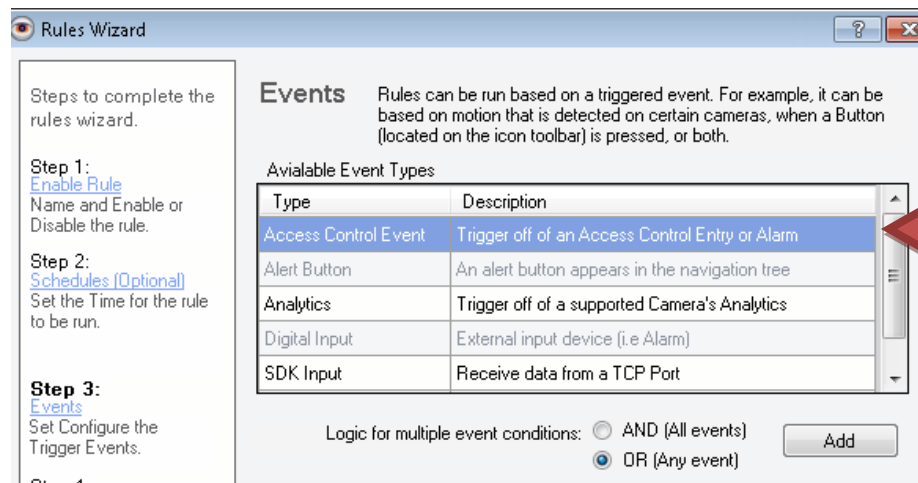 Rules Wizard
Steps to complete the
rules wizard.
Step 1:
Enable Rule
Name and Enable or
Disable the rule.
Step 2:
Schedules (Optional)
Set the Time for the rule
to be run.
Step 3:
Events
Set Configure the
Trigger Events.
Events
Rules can be run based on a triggered event. For example, it can be
based on motion that is detected on certain cameras, when a Button
(located on the icon toolbar) is pressed, or both.
Avialable Event Types
Type Description
Access Control Event Trigger off of an Access Control Entry or Alarm
Alert Button An alert button appears in the navigation tree
Analytics Trigger off of a supported Camera's Analytics
Digital Input External input device (i.e Alarm)
SDK Input Receive data from a TCP Port
Logic for multiple event conditions: AND (All events)
OR (Any event)
Add